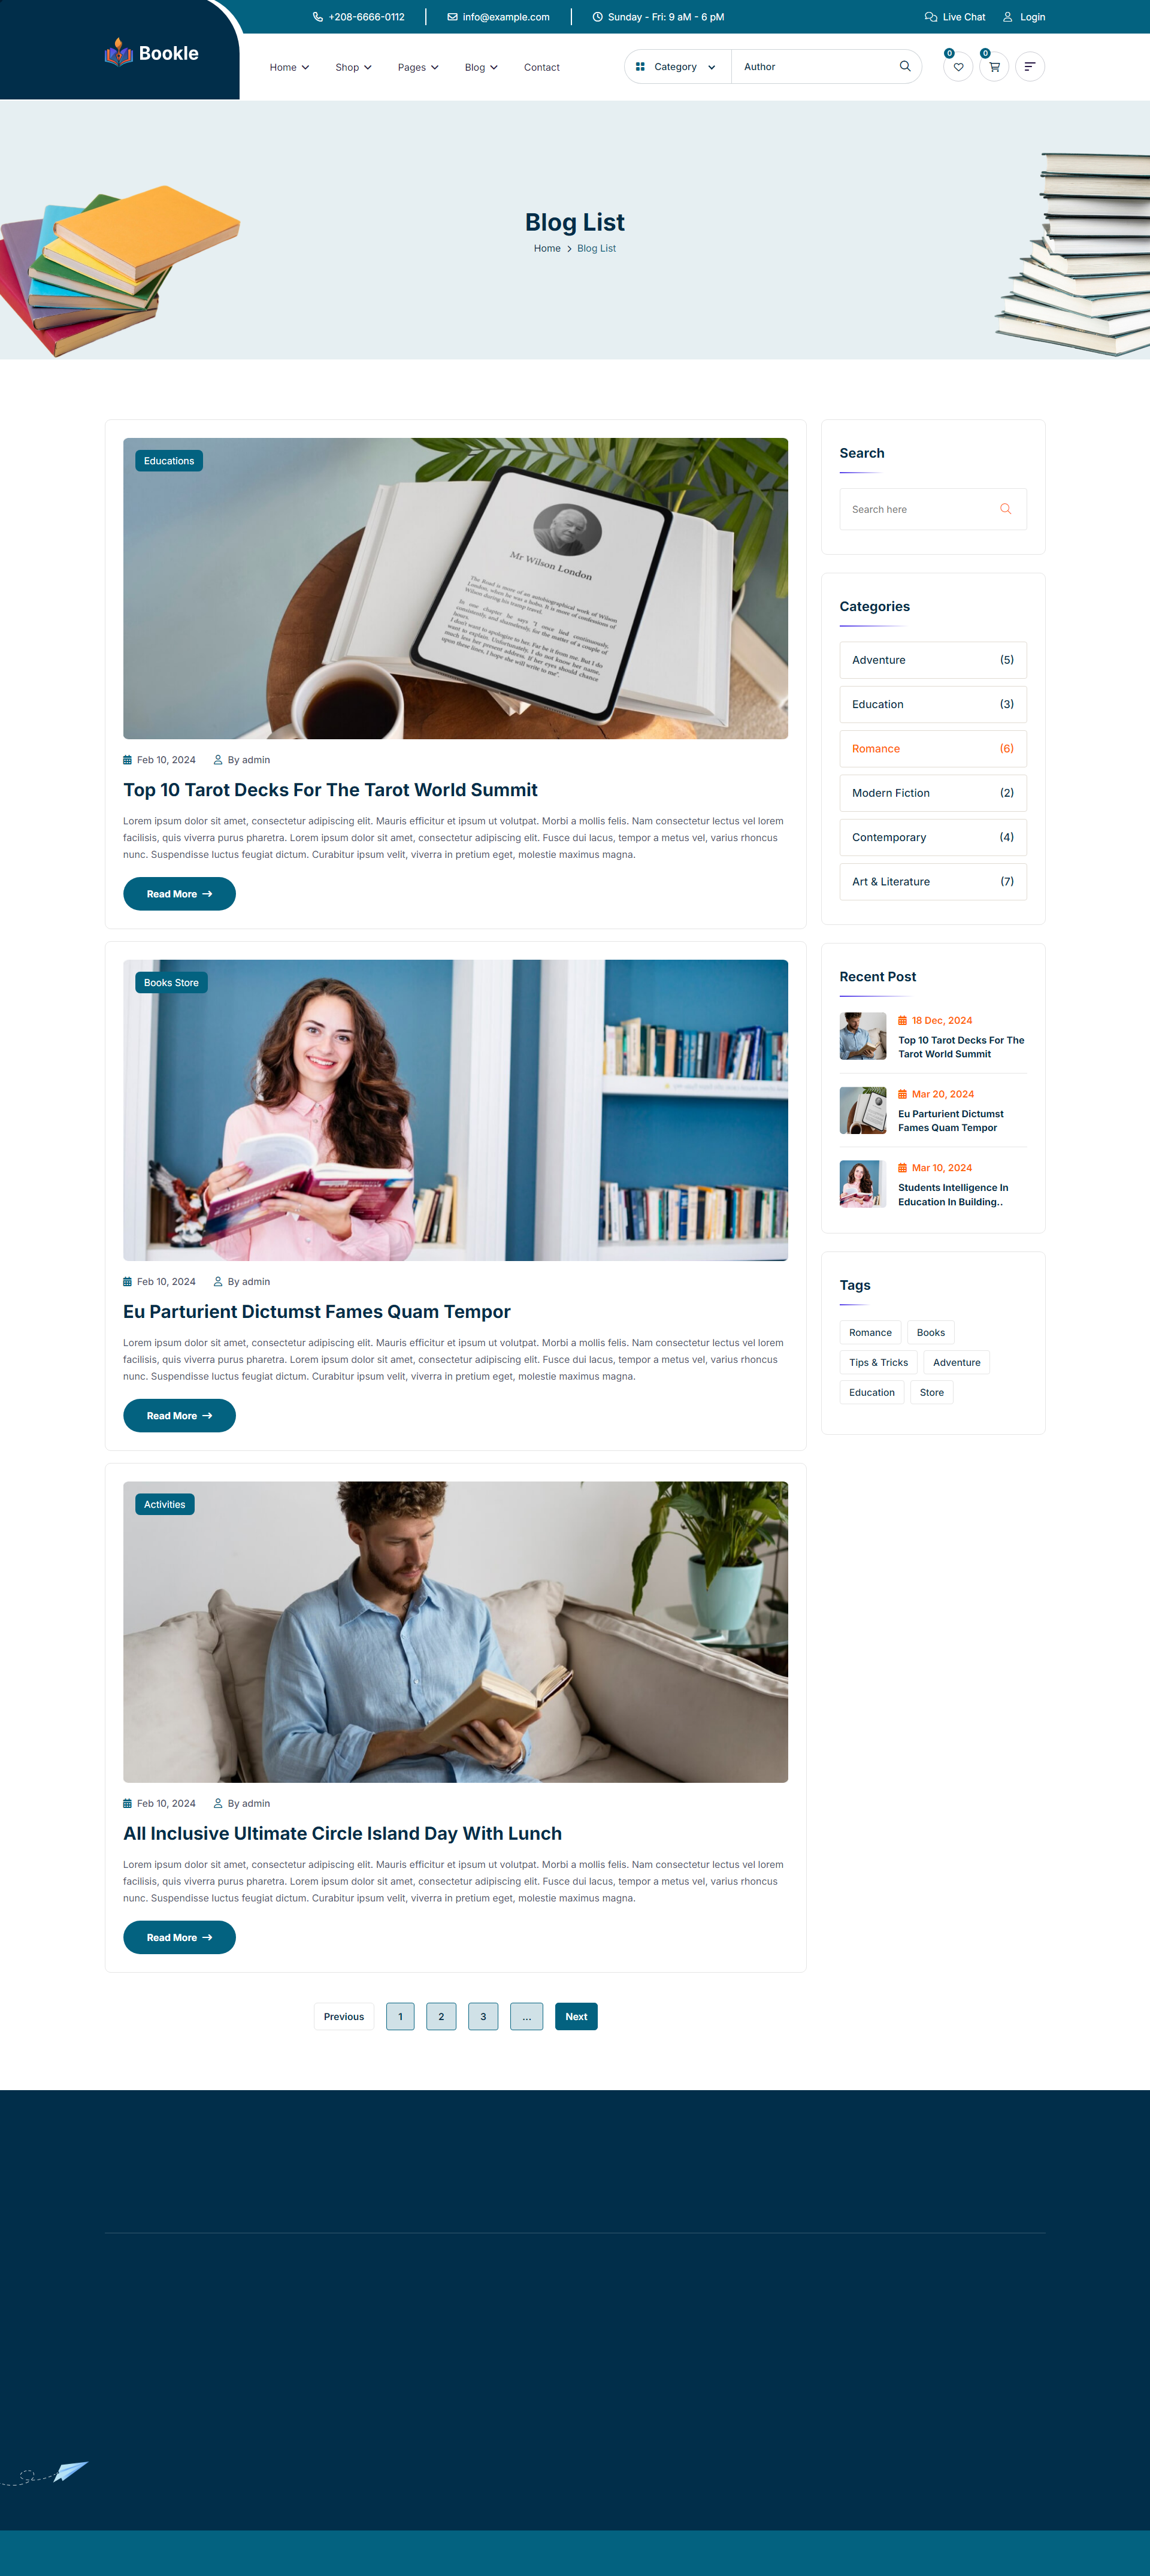 +208-6666-0112
info@example.com
Sunday - Fri: 9 aM - 6 pM
Live Chat
Login
Bookle
Home
Shop
Pages
Blog
Contact
Category
Author
0
0
Blog List
Home
Blog List
Educations
Mr Wilson London
Feb 10, 2024
By admin
Top 10 Tarot Decks For The Tarot World Summit
Lorem ipsum dolor sit amet, consectetur adipiscing elit. Mauris efficitur et ipsum ut volutpat. Morbi a mollis felis. Nam consectetur lectus vel lorem
facilisis, quis viverra purus pharetra. Lorem ipsum dolor sit amet, consectetur adipiscing elit. Fusce dui lacus, tempor a metus vel, varius rhoncus
nunc. Suspendisse luctus feugiat dictum. Curabitur ipsum velit, viverra in pretium eget, molestie maximus magna.
Read More
Books Store
Feb 10, 2024
By admin
Eu Parturient Dictumst Fames Quam Tempor
Lorem ipsum dolor sit amet, consectetur adipiscing elit. Mauris efficitur et ipsum ut volutpat. Morbi a mollis felis. Nam consectetur lectus vel lorem
facilisis, quis viverra purus pharetra. Lorem ipsum dolor sit amet, consectetur adipiscing elit. Fusce dui lacus, tempor a metus vel, varius rhoncus
nunc. Suspendisse luctus feugiat dictum. Curabitur ipsum velit, viverra in pretium eget, molestie maximus magna.
Read More
Activities
Feb 10, 2024
By admin
All Inclusive Ultimate Circle Island Day With Lunch
Lorem ipsum dolor sit amet, consectetur adipiscing elit. Mauris efficitur et ipsum ut volutpat. Morbi a mollis felis. Nam consectetur lectus vel lorem
facilisis, quis viverra purus pharetra. Lorem ipsum dolor sit amet, consectetur adipiscing elit. Fusce dui lacus, tempor a metus vel, varius rhoncus
nunc. Suspendisse luctus feugiat dictum. Curabitur ipsum velit, viverra in pretium eget, molestie maximus magna.
Read More
Previous
1
2
3
...
Next
Search
Search here
Categories
Adventure (5)
Education (3)
Romance (6)
Modern Fiction (2)
Contemporary (4)
Art & Literature (7)
Recent Post
18 Dec, 2024
Top 10 Tarot Decks For The
Tarot World Summit
Mar 20, 2024
Eu Parturient Dictumst
Fames Quam Tempor
Mar 10, 2024
Students Intelligence In
Education In Building..
Tags
Romance
Books
Tips & Tricks
Adventure
Education
Store